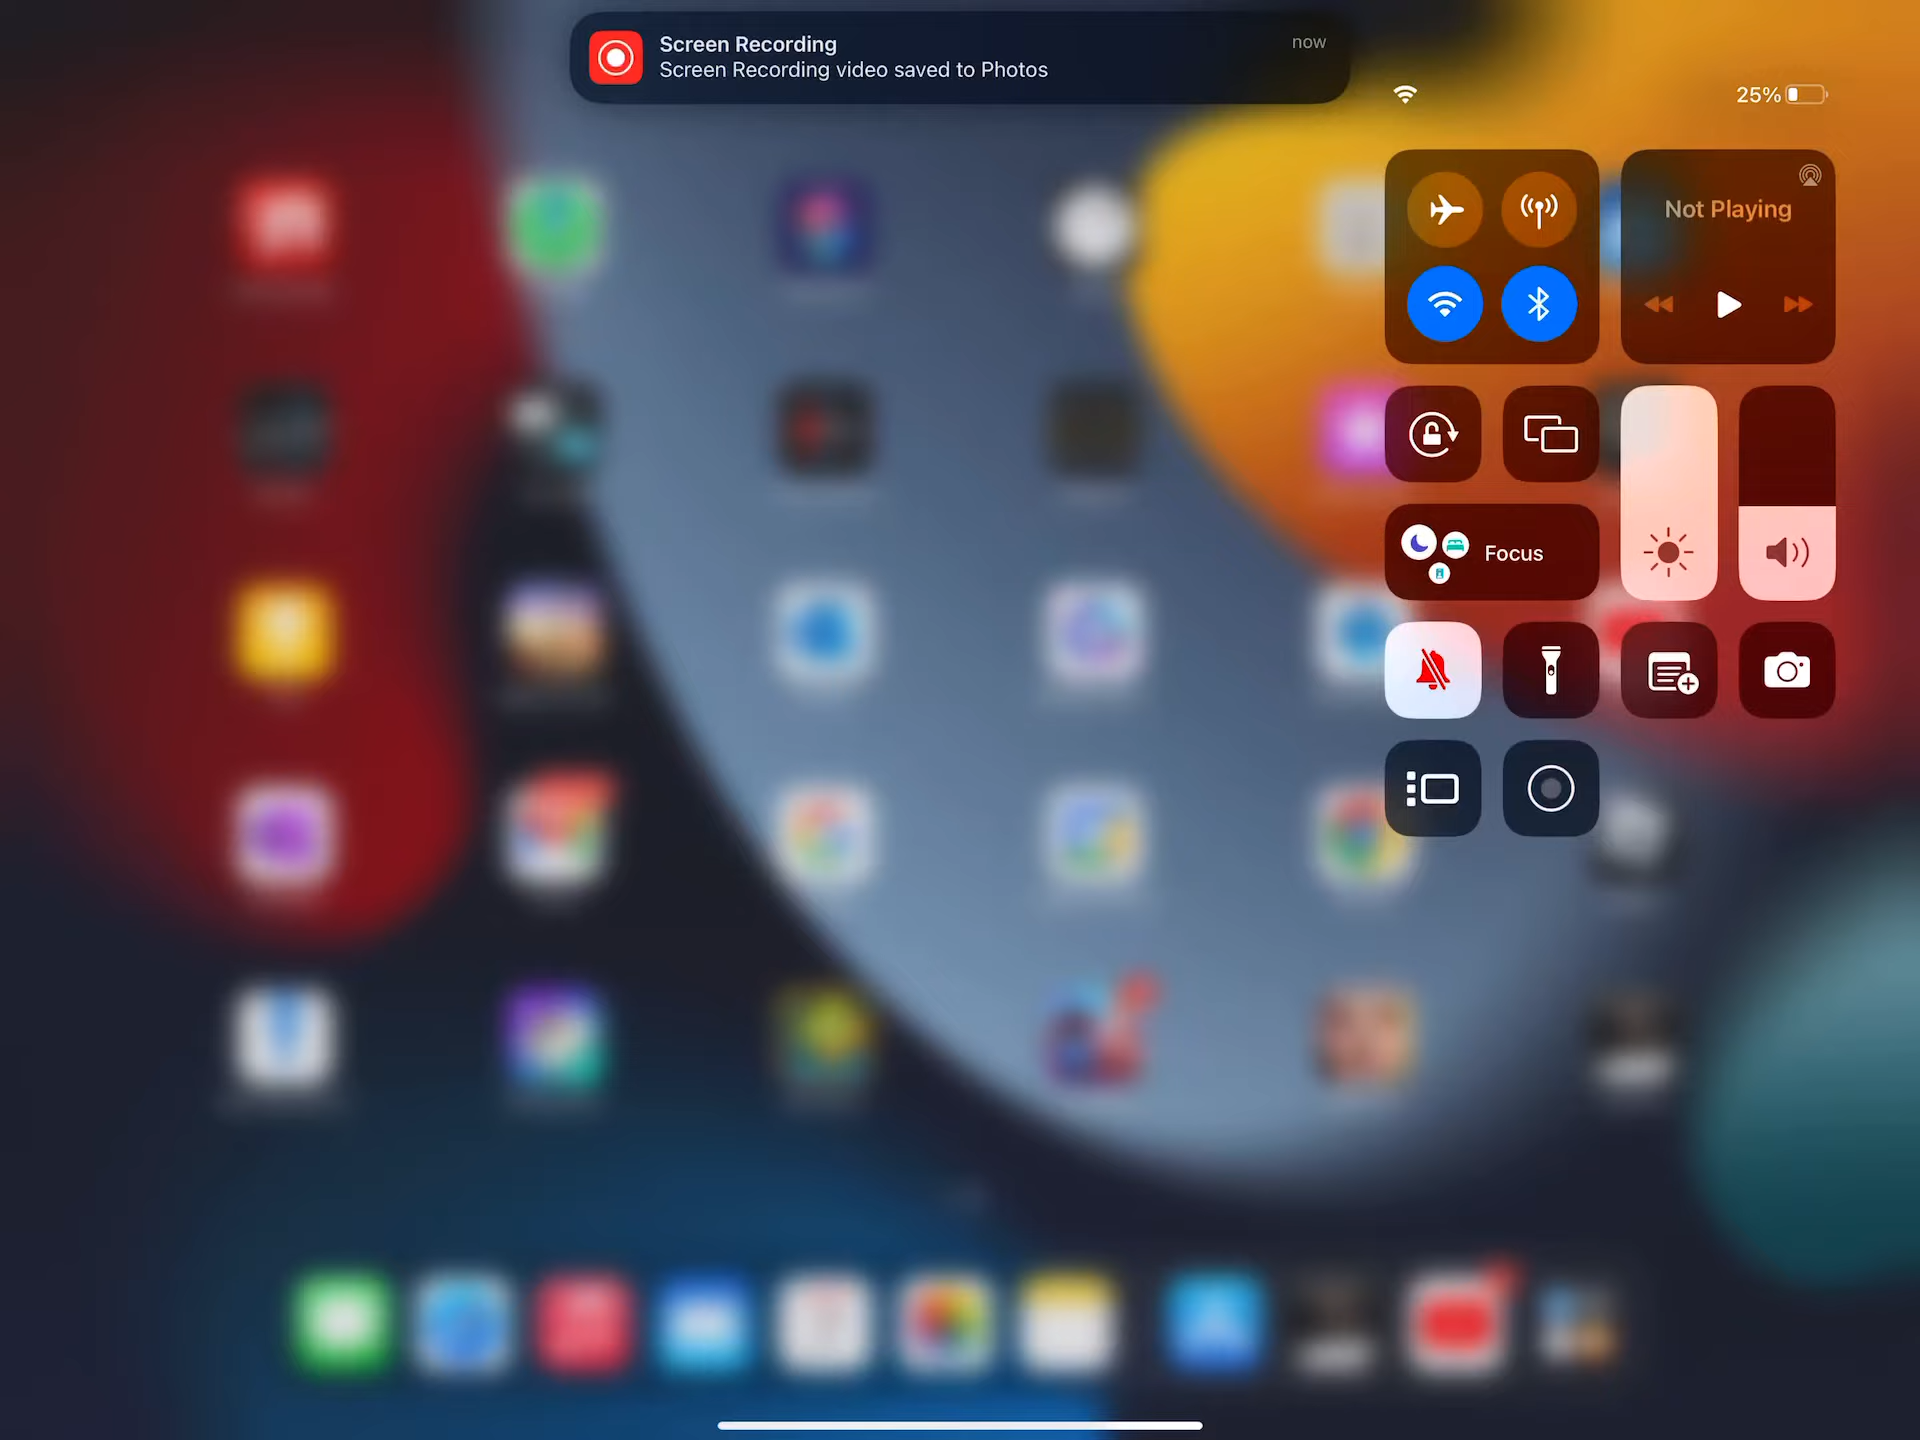 Screen Recording
now
Screen Recording video saved to Photos
25%
Not Playing
Focus